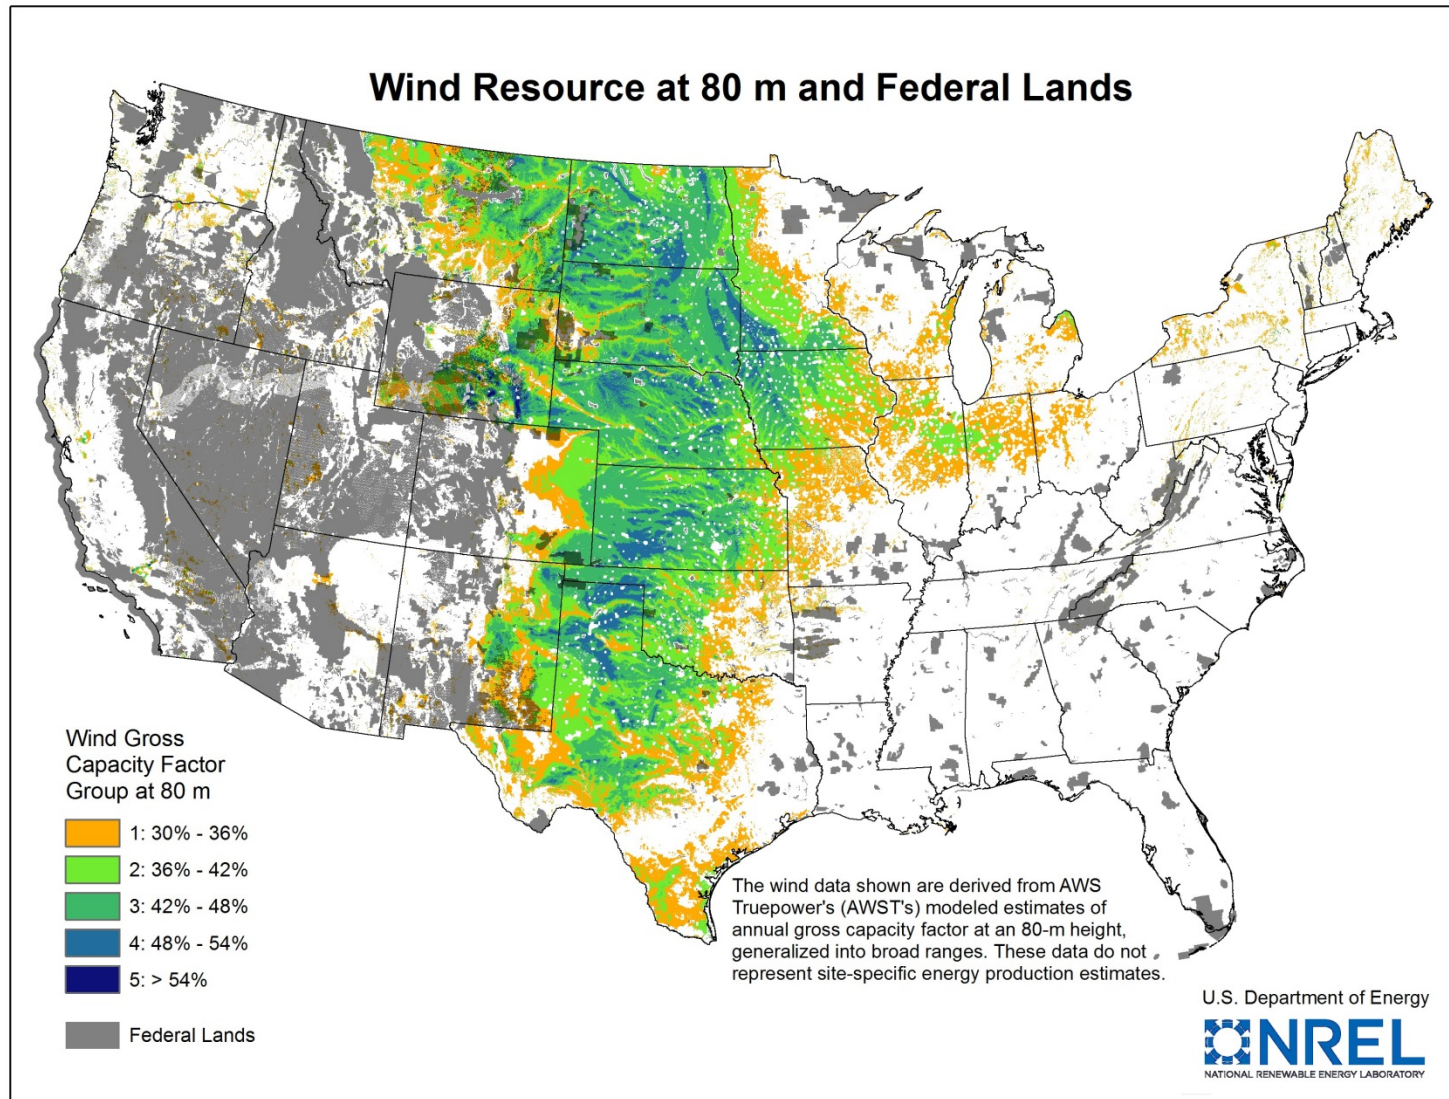 Wind Resource at 80 m and Federal Lands
Wind Gross
Capacity Factor
Group at 80 m
1: 30% - 36%
2: 36% - 42%
3: 42% - 48%
4: 48% - 54%
5: > 54%
Federal Lands
The wind data shown are derived from AWS
Truepower's (AWST's) modeled estimates of
annual gross capacity factor at an 80-m height,
generalized into broad ranges. These data do not
represent site-specific energy production estimates.
U.S. Department of Energy
NREL
NATIONAL RENEWABLE ENERGY LABORATORY